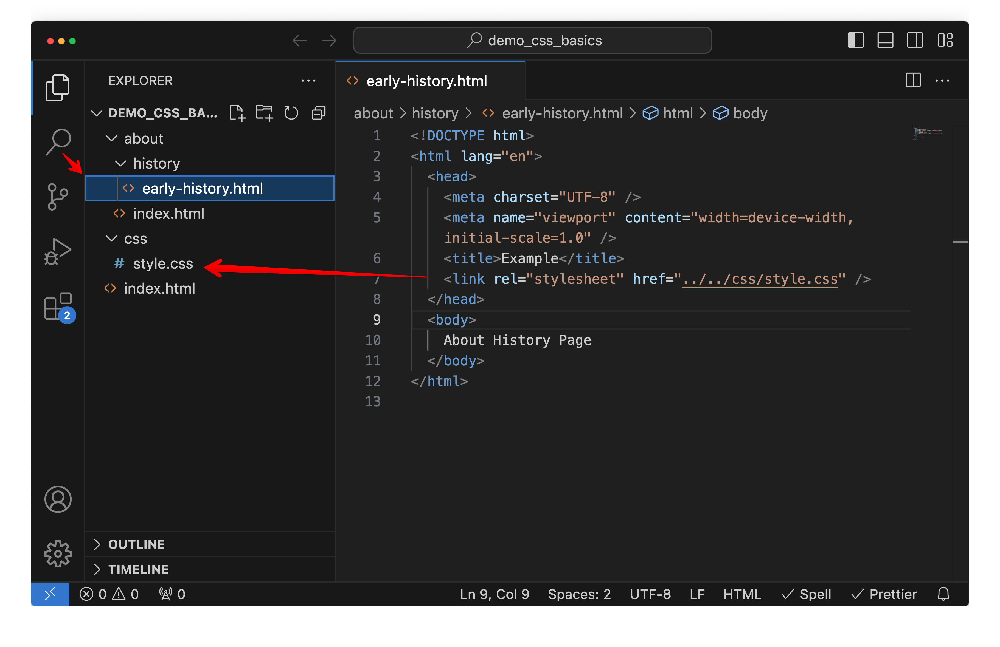 demo_css_basics
EXPLORER
DEMO_CSS_BA...
about
history
early-history.html
index.html
css
# style.css
index.html
2
OUTLINE
TIMELINE
early-history.html
about > history > early-history.html > html > body
1 <!DOCTYPE html>
2 <html lang="en">
3 <head>
4 <meta charset="UTF-8" />
5 <meta name="viewport" content="width=device-width,
initial-scale=1.0" />
6 <title>Example</title>
7 <link rel="stylesheet" href="../../css/style.css" />
8 </head>
9 <body>
10 About History Page
11 </body>
12 </html>
13
0 0 0 Ln 9, Col 9 Spaces: 2 UTF-8 LF HTML Spell Prettier